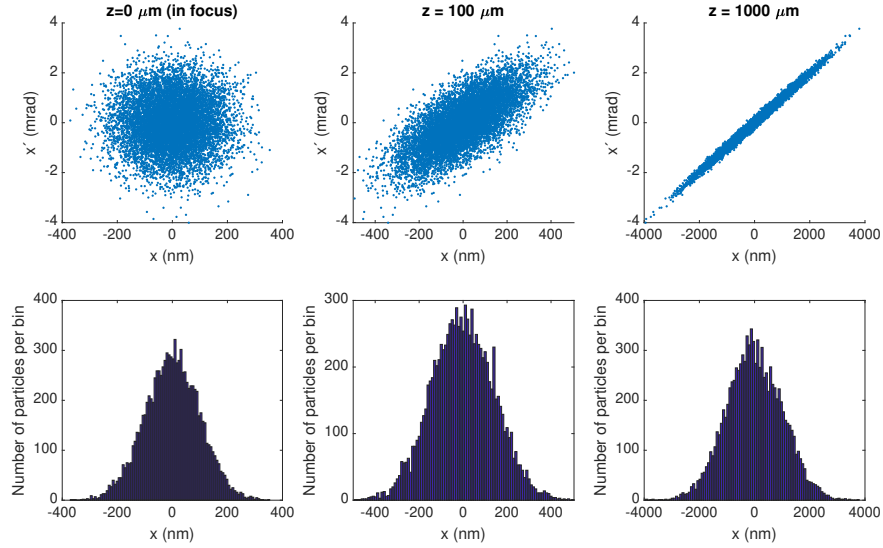 z=0 μm (in focus)
z = 100 μm
z = 1000 μm
4
2
0
-2
-4
x´ (mrad)
-400 -200 0 200 400
x (nm)
4
2
0
-2
-4
x´ (mrad)
-400 -200 0 200 400
x (nm)
4
2
0
-2
-4
x´ (mrad)
-4000 -2000 0 2000 4000
x (nm)
400
300
200
100
0
Number of particles per bin
-400 -200 0 200 400
x (nm)
300
200
100
0
Number of particles per bin
-400 -200 0 200 400
x (nm)
400
300
200
100
0
Number of particles per bin
-4000 -2000 0 2000 4000
x (nm)